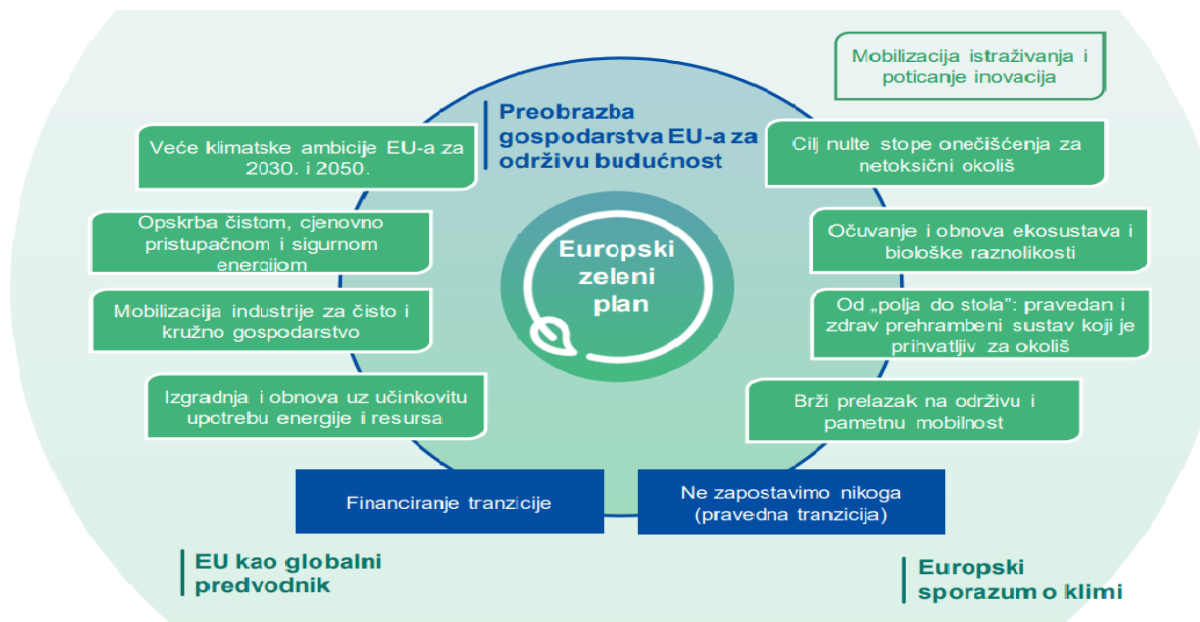 Mobilizacija istraživanja i
poticanje inovacija
Preobrazba
gospodarstva EU-a za
održivu budućnost
Veće klimatske ambicije EU-a za
2030. i 2050.
Opskrba čistom, cjenovno
pristupačnom i sigurnom
energijom
Mobilizacija industrije za čisto i
kružno gospodarstvo
Izgradnja i obnova uz učinkovitu
upotrebu energije i resursa
Europski
zeleni
plan
Cilj nulte stope onečišćenja za
netoksični okoliš
Očuvanje i obnova ekosustava i
biološke raznolikosti
Od „polja do stola”: pravedan i
zdrav prehrambeni sustav koji je
prihvatljiv za okoliš
Brži prelazak na održivu i
pametnu mobilnost
Financiranje tranzicije
Ne zapostavimo nikoga
(pravedna tranzicija)
EU kao globalni
predvodnik
Europski
sporazum o klimi